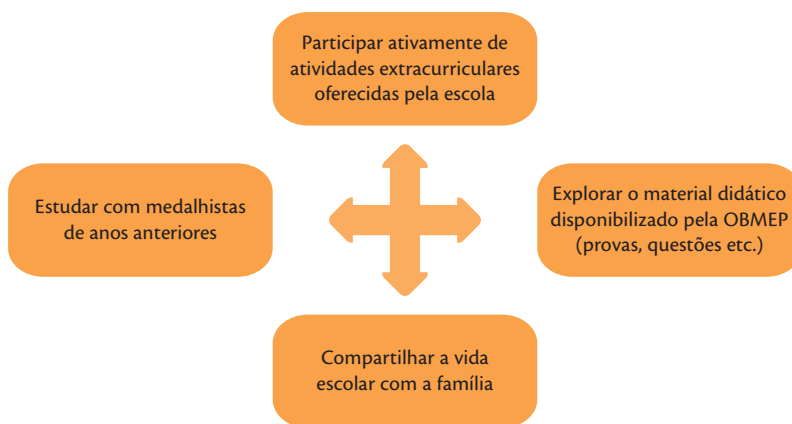 Participar ativamente de
atividades extracurriculares
oferecidas pela escola
Estudar com medalhistas
de anos anteriores
Explorar o material didático
disponibilizado pela OBMEP
(provas, questões etc.)
Compartilhar a vida
escolar com a família